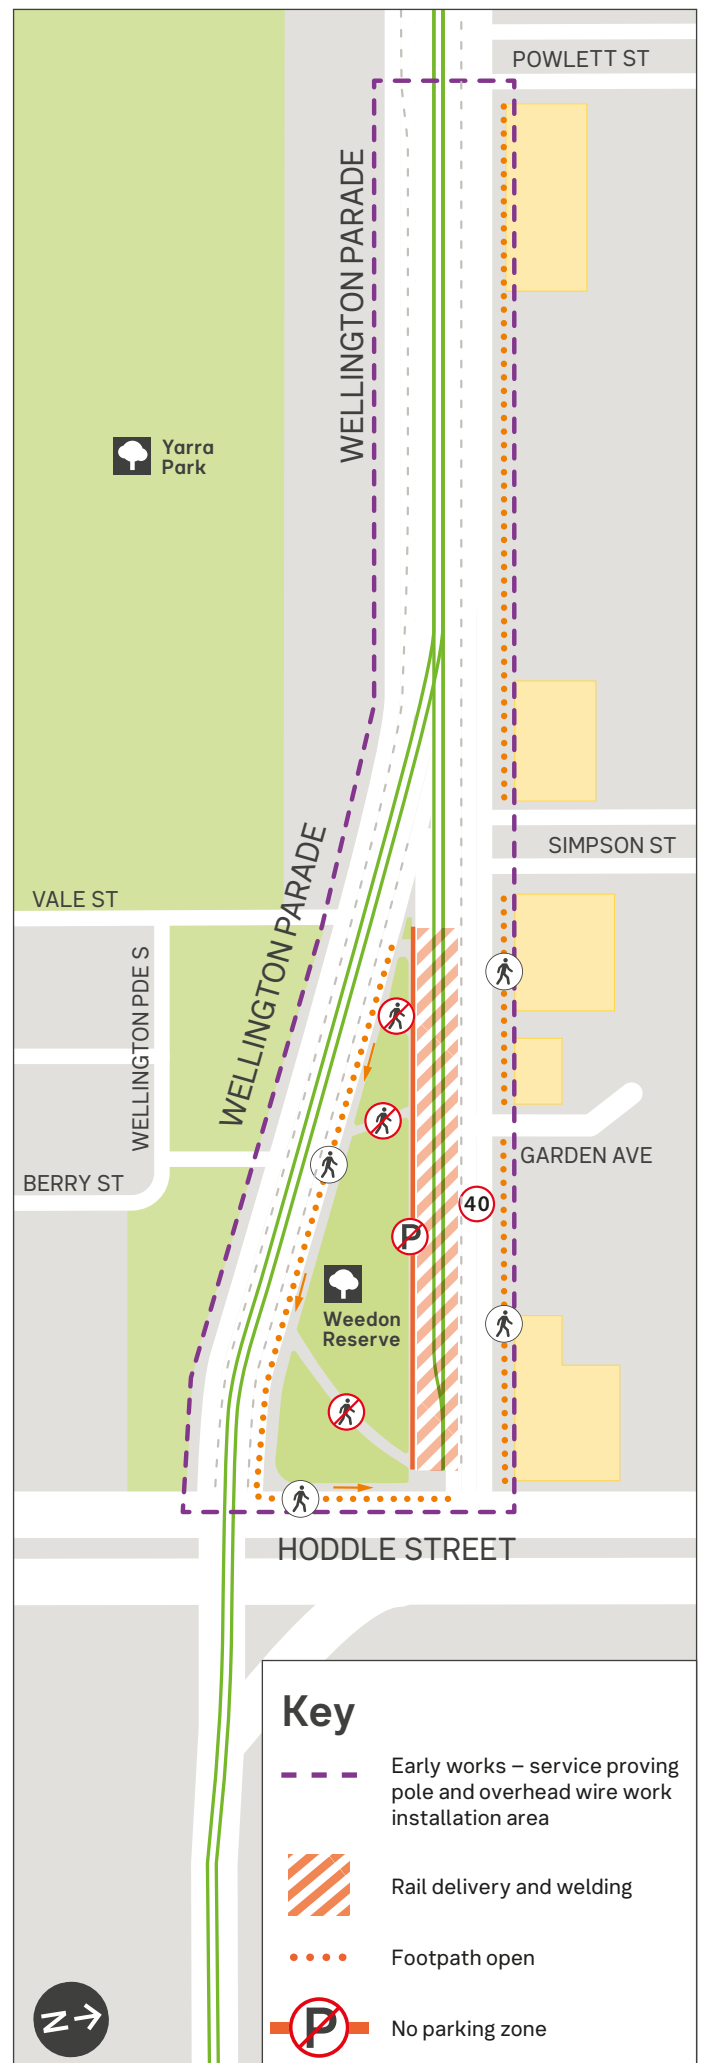 POWLETT ST
WELLINGTON PARADE
Yarra
Park
SIMPSON ST
WELLINGTON PARADE
VALE ST
WELLINGTON PDE S
GARDEN AVE
BERRY ST
40
P
Weedon
Reserve
HODDLE STREET
Key
Early works – service proving
pole and overhead wire work
installation area
Rail delivery and welding
Footpath open
P
No parking zone
N